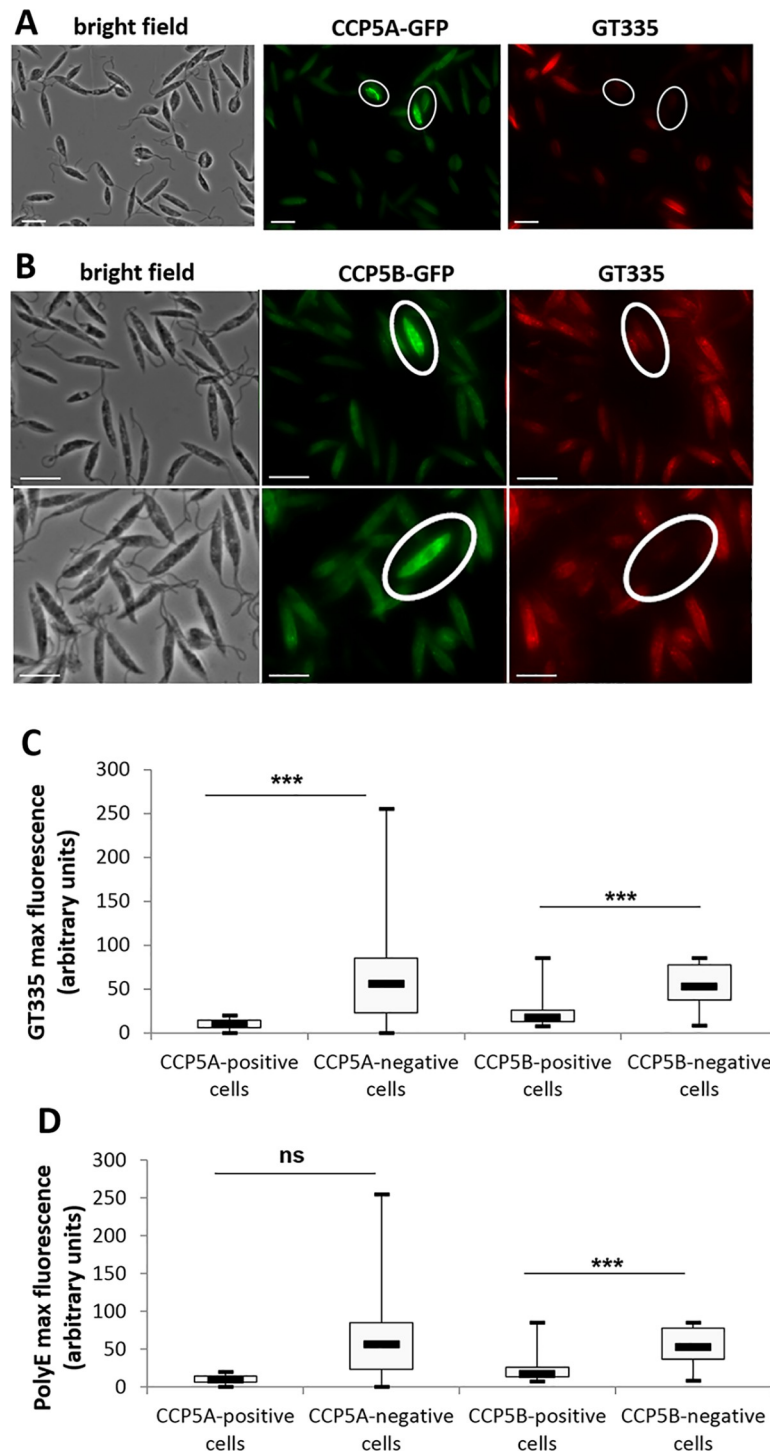 A
bright field
CCP5A-GFP
GT335
B
bright field
CCP5B-GFP
GT335
C
GT335 max fluorescence
(arbitrary units)
300
250
200
150
100
50
0
***
***
CCP5A-positive
cells
CCP5A-negative
cells
CCP5B-positive
cells
CCP5B-negative
cells
D
PolyE max fluorescence
(arbitrary units)
300
250
200
150
100
50
0
ns
***
CCP5A-positive
cells
CCP5A-negative
cells
CCP5B-positive
cells
CCP5B-negative
cells